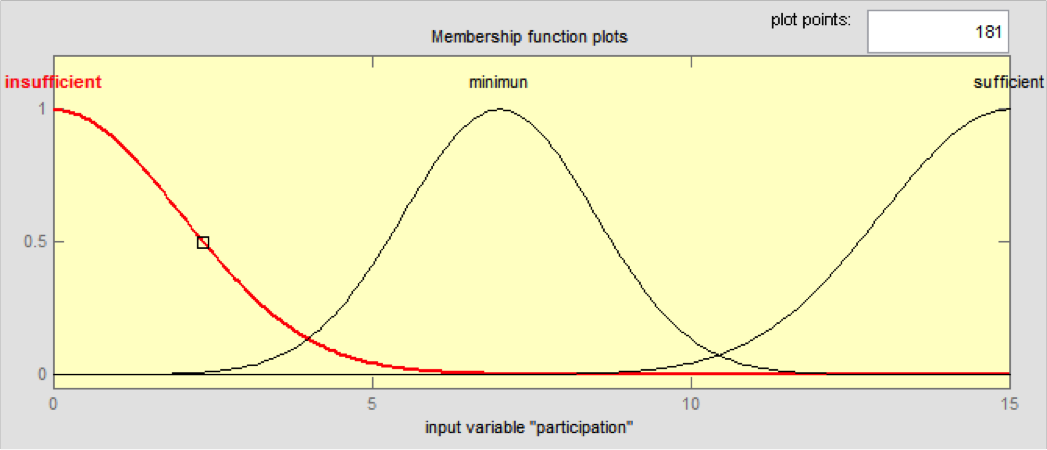 plot points: 181
Membership function plots
insufficient minimun sufficient
1
0.5
0
0 5 10 15
input variable "participation"